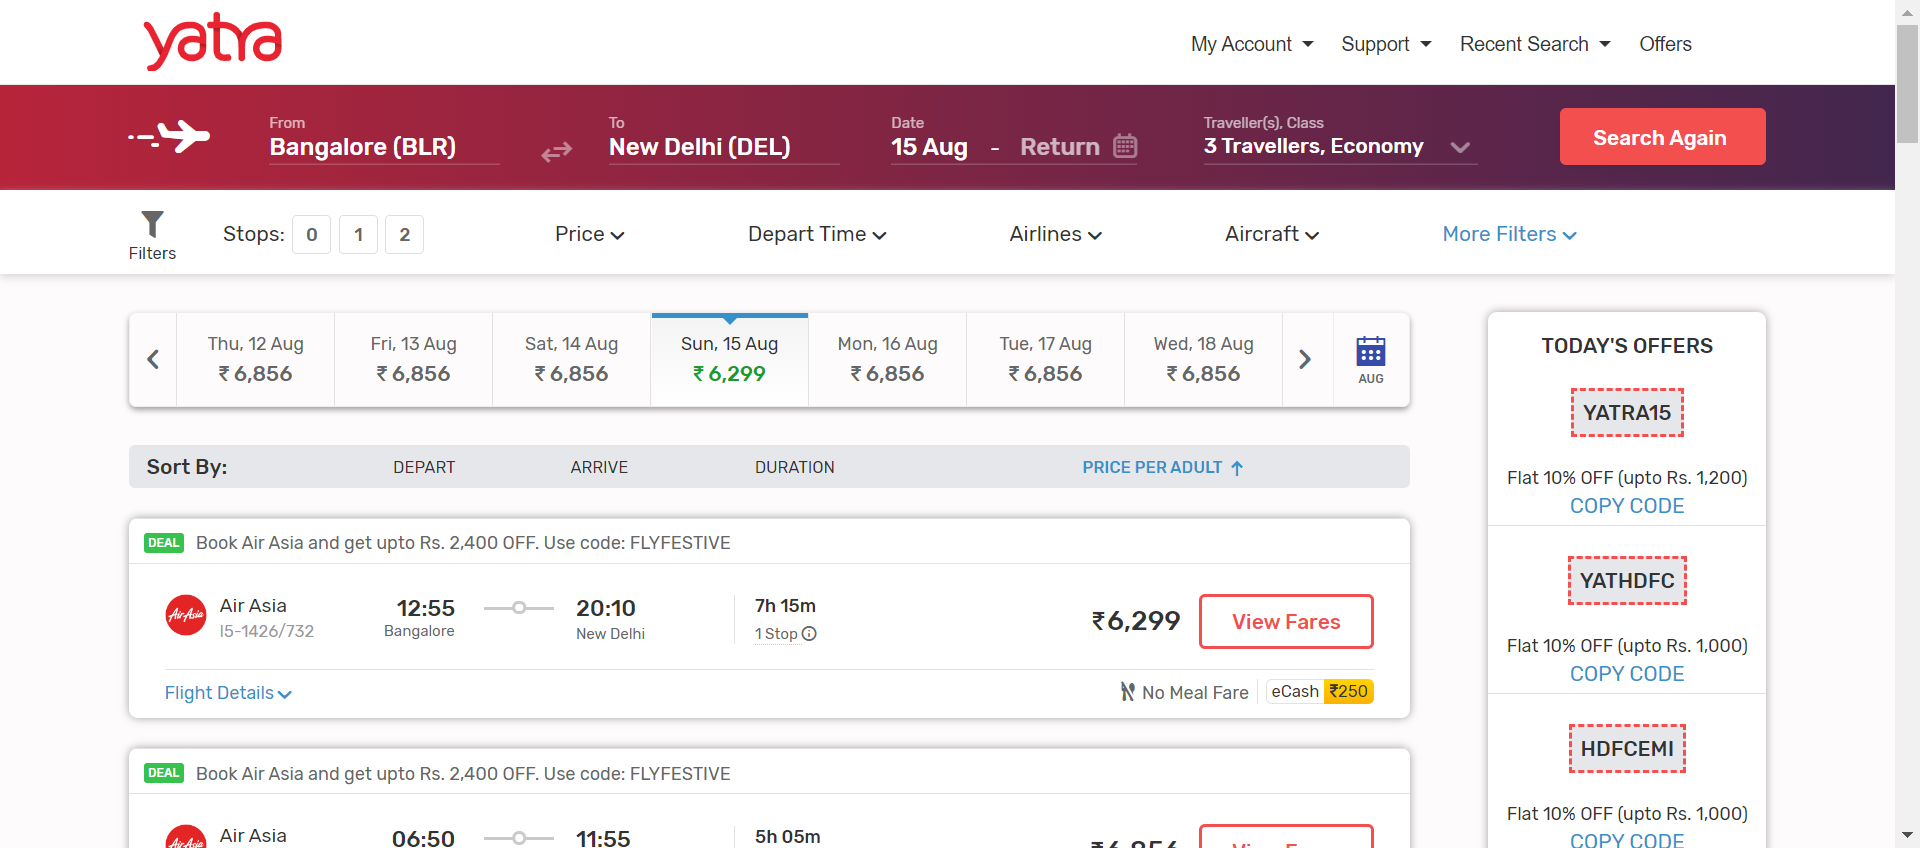 yatra
My Account Support Recent Search Offers
From To Date Traveller(s), Class
Bangalore (BLR) New Delhi (DEL) 15 Aug - Return 3 Travellers, Economy Search Again
Filters
Stops: 0 1 2 Price Depart Time Airlines Aircraft More Filters
Thu, 12 Aug Fri, 13 Aug Sat, 14 Aug Sun, 15 Aug Mon, 16 Aug Tue, 17 Aug Wed, 18 Aug
₹ 6,856 ₹ 6,856 ₹ 6,856 ₹ 6,299 ₹ 6,856 ₹ 6,856 ₹ 6,856 AUG
Sort By: DEPART ARRIVE DURATION PRICE PER ADULT
DEAL Book Air Asia and get upto Rs. 2,400 OFF. Use code: FLYFESTIVE
AirAsia Air Asia 12:55 20:10 7h 15m
I5-1426/732 Bangalore New Delhi 1 Stop ₹6,299 View Fares
Flight Details No Meal Fare eCash ₹250
DEAL Book Air Asia and get upto Rs. 2,400 OFF. Use code: FLYFESTIVE
AirAsia Air Asia 06:50 11:55 5h 05m
₹6,856 View Fares
TODAY'S OFFERS
YATRA15
Flat 10% OFF (upto Rs. 1,200)
COPY CODE
YATHDFC
Flat 10% OFF (upto Rs. 1,000)
COPY CODE
HDFCEMI
Flat 10% OFF (upto Rs. 1,000)
COPY CODE